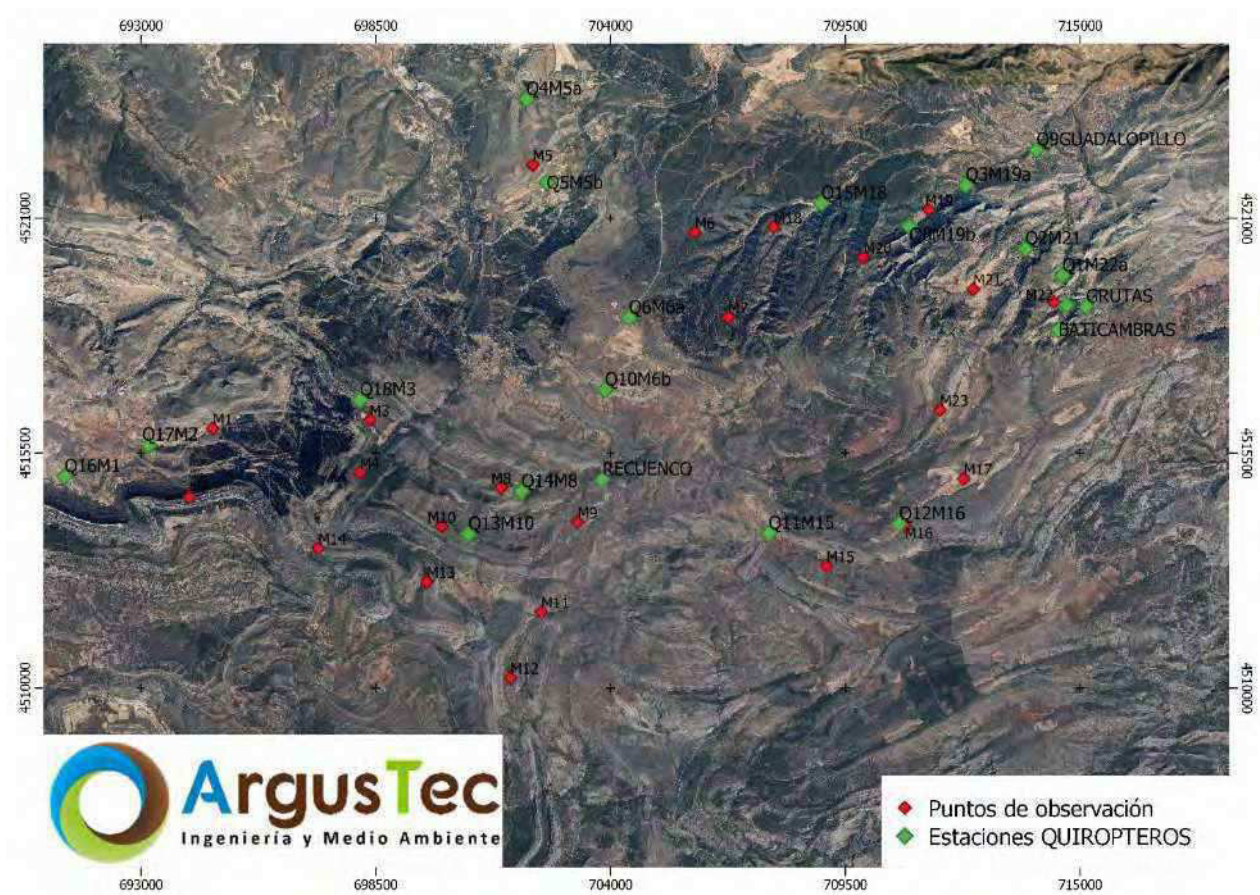 693000 698500 704000 709500 715000
Q4M5a
Q9GUADALOPILLO
M5
Q5M5b
Q3M19a
Q15M18
M19
4521000
4521000
M6
M18
Q8M19b
Q2M21
M20
Q1M22a
M21
M22
GRUTAS
Q6M6a
M7
BATICAMBRAS
Q10M6b
Q18M3
M3
M23
M1
Q17M2
4515500
4515500
Q16M1
M4
RECUENCO
M17
M8
Q14M8
M9
M10
Q13M10
Q11M15
Q12M16
M16
M14
M15
M13
M11
M12
4510000
4510000
ArgusTec
Ingeniería y Medio Ambiente
Puntos de observación
Estaciones QUIROPTEROS
693000 698500 704000 709500 715000